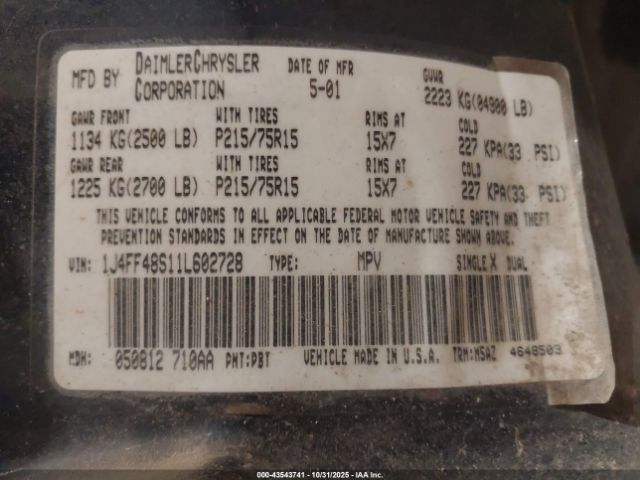 MFD BY DAIMLERCHRYSLER CORPORATION DATE OF MFR 5-01 GVWR 2223 KG(04900 LB)
GAWR FRONT WITH TIRES RIMS AT COLD
1134 KG(2500 LB) P215/75R15 15X7 227 KPA(33 PSI)
GAWR REAR WITH TIRES RIMS AT COLD
1225 KG(2700 LB) P215/75R15 15X7 227 KPA(33 PSI)
THIS VEHICLE CONFORMS TO ALL APPLICABLE FEDERAL MOTOR VEHICLE SAFETY AND THEFT
PREVENTION STANDARDS IN EFFECT ON THE DATE OF MANUFACTURE SHOWN ABOVE.
VIN: 1J4FF48S11L602728 TYPE: MPV SINGLE X DUAL
MDH: 050812 710AA PNT:PBT VEHICLE MADE IN U.S.A. TRM:MSAZ 4648503
000-43543741 - 10/31/2025 - IAA Inc.